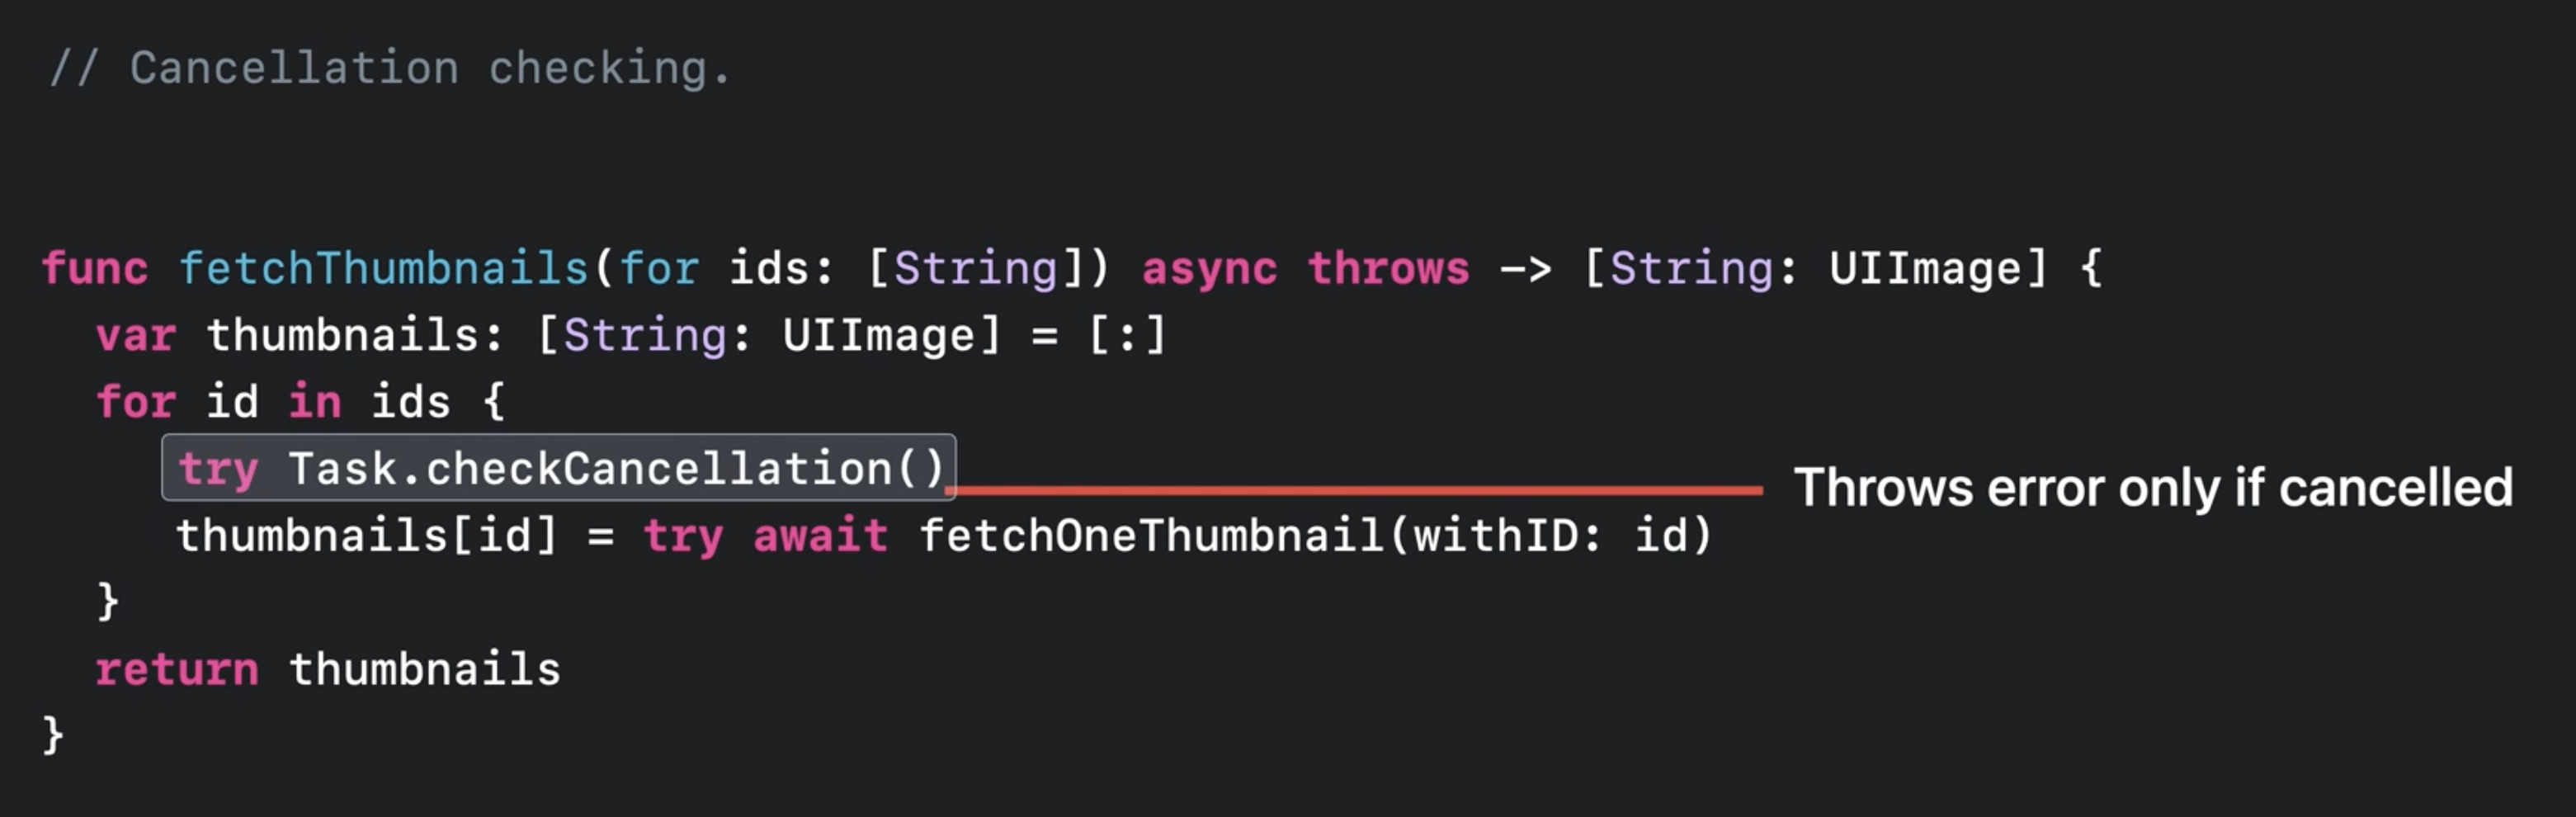 // Cancellation checking.
func fetchThumbnails(for ids: [String]) async throws -> [String: UIImage] {
  var thumbnails: [String: UIImage] = [:]
  for id in ids {
     try Task.checkCancellation()
Throws error only if cancelled
     thumbnails[id] = try await fetchOneThumbnail(withID: id)
  }
  return thumbnails
}